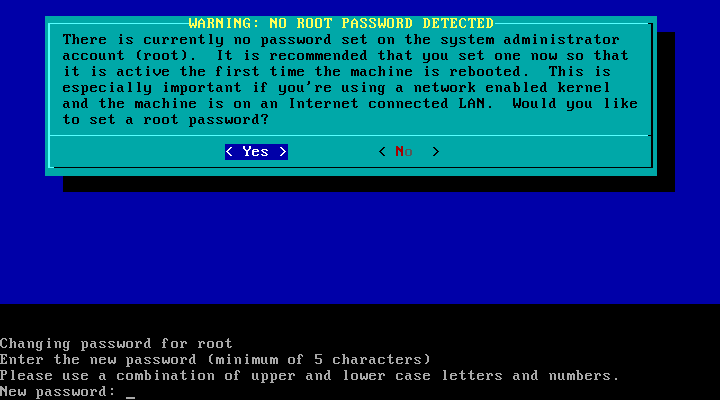 WARNING: NO ROOT PASSWORD DETECTED
There is currently no password set on the system administrator
account (root).  It is recommended that you set one now so that
it is active the first time the machine is rebooted.  This is
especially important if you're using a network enabled kernel
and the machine is on an Internet connected LAN.  Would you like
to set a root password?
< Yes >   < No  >
Changing password for root
Enter the new password (minimum of 5 characters)
Please use a combination of upper and lower case letters and numbers.
New password: _